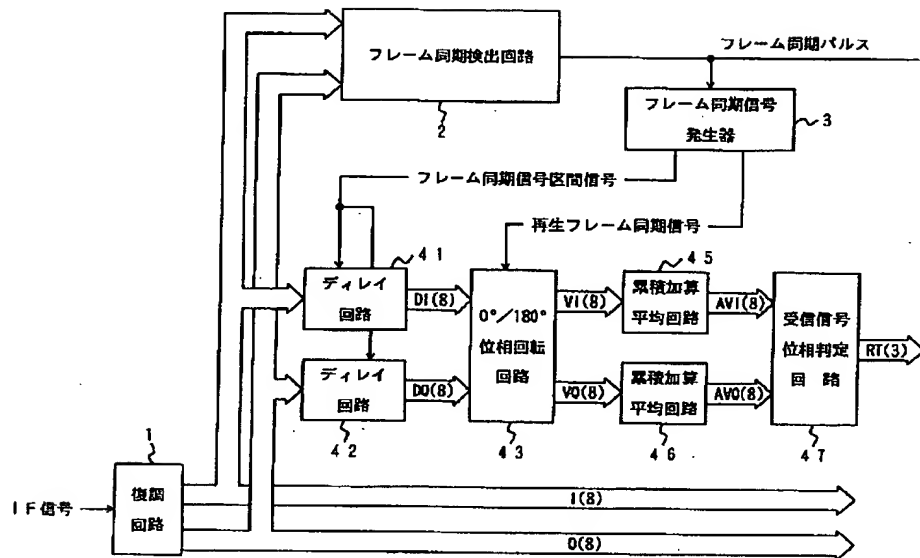 フレーム同期検出回路
2
フレーム同期パルス
フレーム同期信号
発生器
3
フレーム同期信号区間信号
再生フレーム同期信号
41
ディレイ
回路
DI(8)
ディレイ
回路
DQ(8)
42
0°/180°
位相回転
回路
43
VI(8)
VQ(8)
45
累積加算
平均回路
AVI(8)
累積加算
平均回路
AVQ(8)
46
受信信号
位相判定
回 路
47
RT(3)
1
IF信号
復調
回路
I(8)
Q(8)